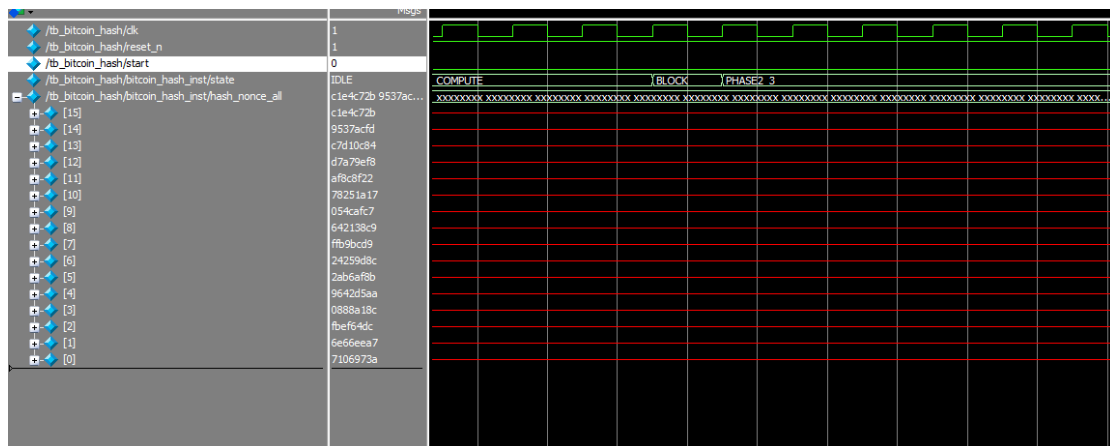 Msgs
/tb_bitcoin_hash/clk 1
/tb_bitcoin_hash/reset_n 1
/tb_bitcoin_hash/start 0
/tb_bitcoin_hash/bitcoin_hash_inst/state IDLE COMPUTE BLOCK PHASE2_3
/tb_bitcoin_hash/bitcoin_hash_inst/hash_nonce_all c1e4c72b 9537ac... xxxxxxxx xxxxxxxx xxxxxxxx xxxxxxxx xxxxxxxx xxxxxxxx xxxxxxxx xxxxxxxx xxxxxxxx xxxxxxxx xxxxxxxx xxxxxxxx xxxxxxxx xxxx...
[15] c1e4c72b
[14] 9537acfd
[13] c7d10c84
[12] d7a79ef8
[11] af8c8f22
[10] 78251a17
[9] 054cafc7
[8] 642138c9
[7] ffb9bcd9
[6] 24259d8c
[5] 2ab6af8b
[4] 9642d5aa
[3] 0888a18c
[2] fbef64dc
[1] 6e66eea7
[0] 7106973a